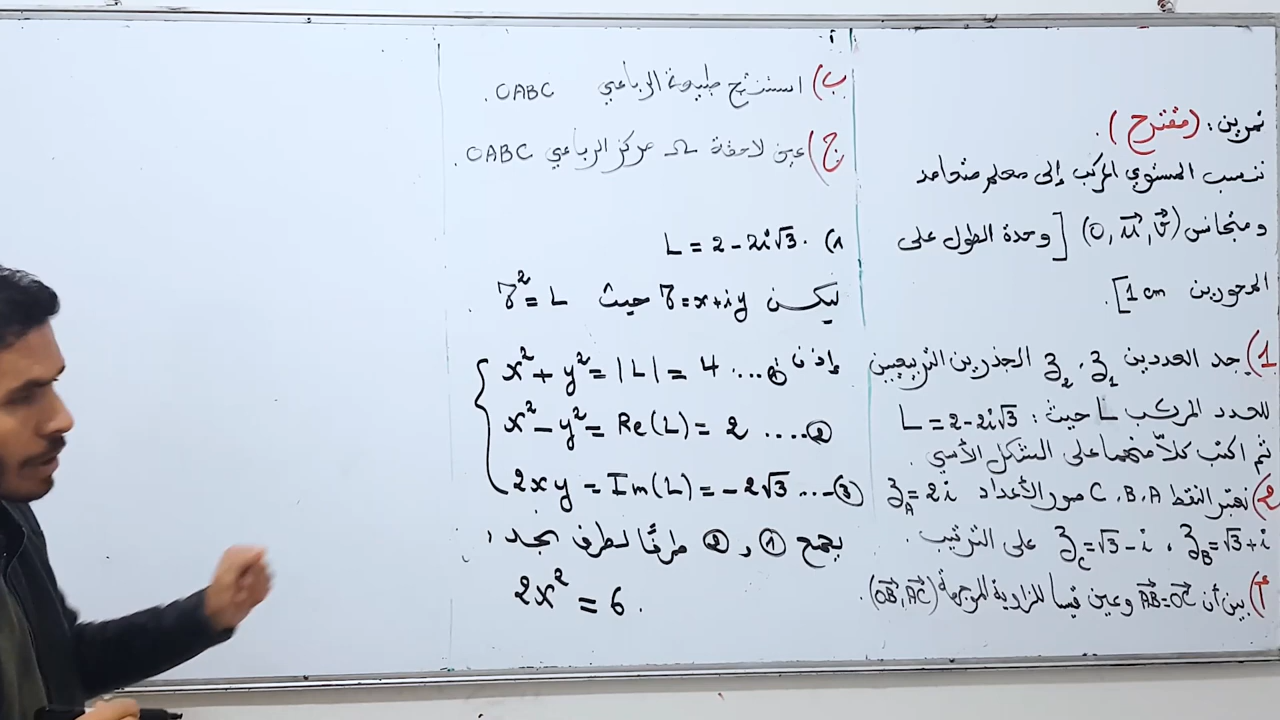 تمرين: (مقترح).
ننسب المستوي المركب إلى معلم متعامد
و متجانس (O, u⃗, v⃗) [وحدة الطول على
المحورين 1cm].
1) جد العددين z₁، z₂ الجذرين التربيعيين
للعدد المركب L حيث: L = 2 - 2i√3
ثم اكتب كلاّ منهما على الشكل الأسي.
2) نعتبر النقط A، B، C صور الأعداد z_A = 2i
z_B = √3 + i، z_C = √3 - i على الترتيب.
أ) بين أن AB⃗ = OC⃗ وعين قيسا للزاوية الموجهة (OB⃗, AC⃗).
ب) استنتج طبيعة الرباعي OABC.
ج) عين لاحقة Ω مركز الرباعي OABC.
1) L = 2 - 2i√3.
ليكن z = x + iy حيث z² = L
إذن x² + y² = |L| = 4 ....①
x² - y² = Re(L) = 2 ....②
2xy = Im(L) = -2√3 ....③
بجمع ① و ② طرفًا لطرف نجد:
2x² = 6.